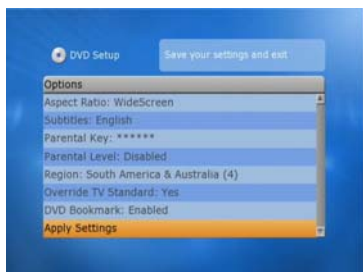 DVD Setup
Save your settings and exit
Options
Aspect Ratio: WideScreen
Subtitles: English
Parental Key: ******
Parental Level: Disabled
Region: South America & Australia (4)
Override TV Standard: Yes
DVD Bookmark: Enabled
Apply Settings